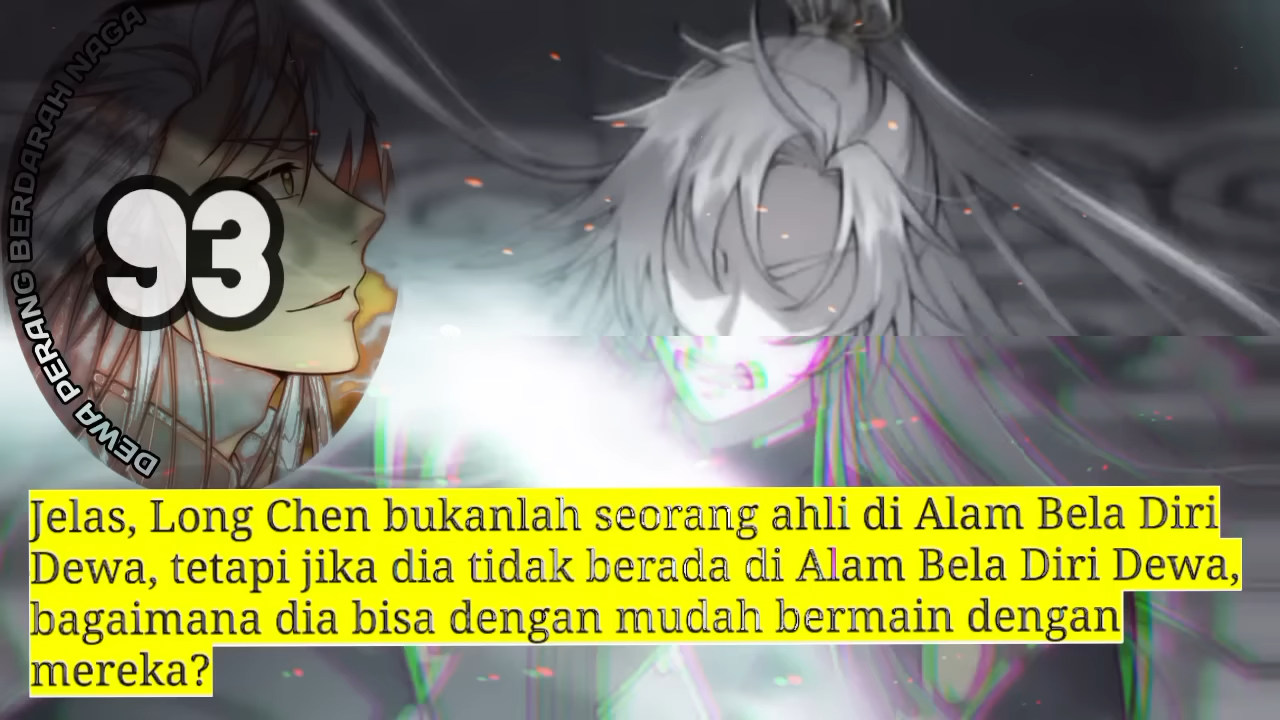 DEWA PERANG BERDARAH NAGA
93
Jelas, Long Chen bukanlah seorang ahli di Alam Bela Diri
Dewa, tetapi jika dia tidak berada di Alam Bela Diri Dewa,
bagaimana dia bisa dengan mudah bermain dengan
mereka?